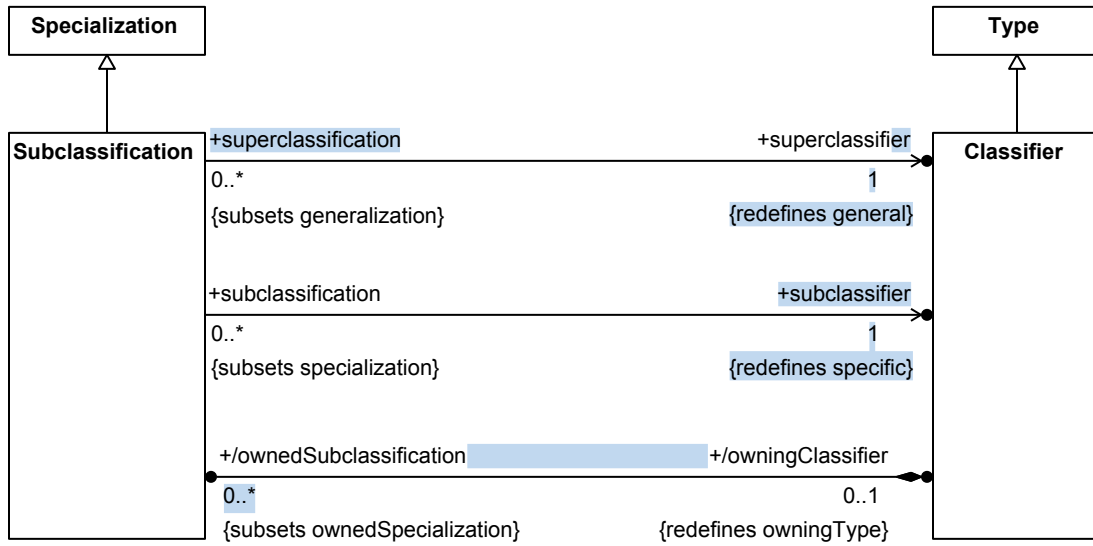 Specialization
Type
Subclassification
Classifier
+superclassification
+superclassifier
0..*
1
{subsets generalization}
{redefines general}
+subclassification
+subclassifier
0..*
1
{subsets specialization}
{redefines specific}
+/ownedSubclassification
+/owningClassifier
0..*
0..1
{subsets ownedSpecialization}
{redefines owningType}